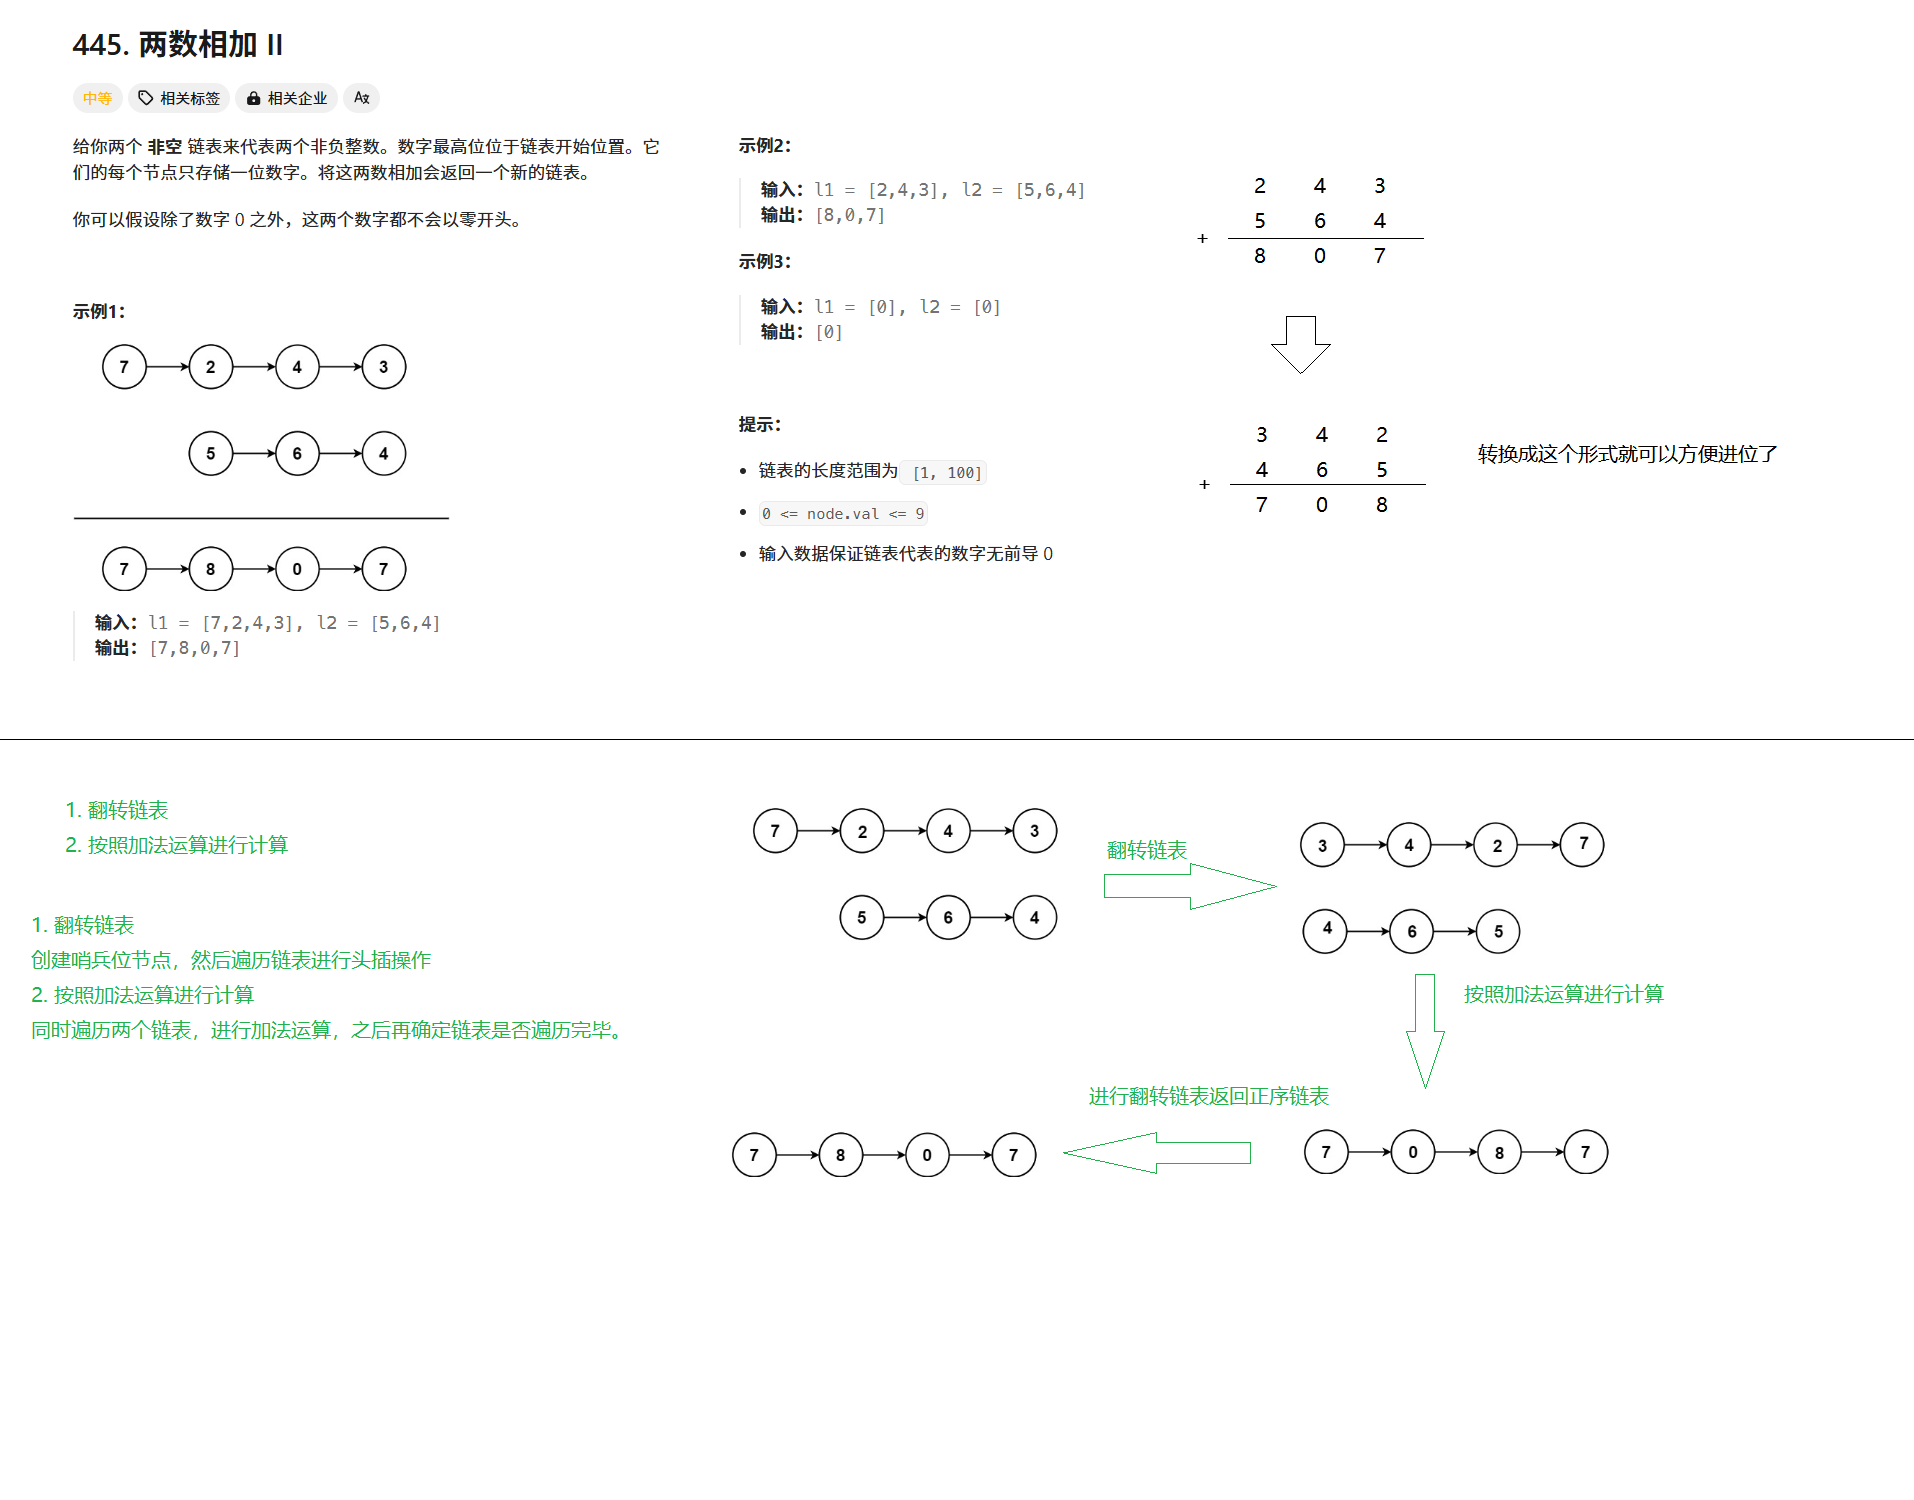 445. 两数相加 II
中等 相关标签 相关企业
给你两个 非空 链表来代表两个非负整数。数字最高位位于链表开始位置。它
们的每个节点只存储一位数字。将这两数相加会返回一个新的链表。
你可以假设除了数字 0 之外，这两个数字都不会以零开头。
示例1：
7 2 4 3
5 6 4
7 8 0 7
输入：l1 = [7,2,4,3], l2 = [5,6,4]
输出：[7,8,0,7]
示例2：
输入：l1 = [2,4,3], l2 = [5,6,4]
输出：[8,0,7]
示例3：
输入：l1 = [0], l2 = [0]
输出：[0]
提示：
• 链表的长度范围为 [1, 100]
• 0 <= node.val <= 9
• 输入数据保证链表代表的数字无前导 0
2 4 3
5 6 4
+
8 0 7
3 4 2
4 6 5
+
7 0 8
转换成这个形式就可以方便进位了
1. 翻转链表
2. 按照加法运算进行计算
1. 翻转链表
创建哨兵位节点，然后遍历链表进行头插操作
2. 按照加法运算进行计算
同时遍历两个链表，进行加法运算，之后再确定链表是否遍历完毕。
7 2 4 3
5 6 4
翻转链表
3 4 2 7
4 6 5
按照加法运算进行计算
7 0 8 7
进行翻转链表返回正序链表
7 8 0 7